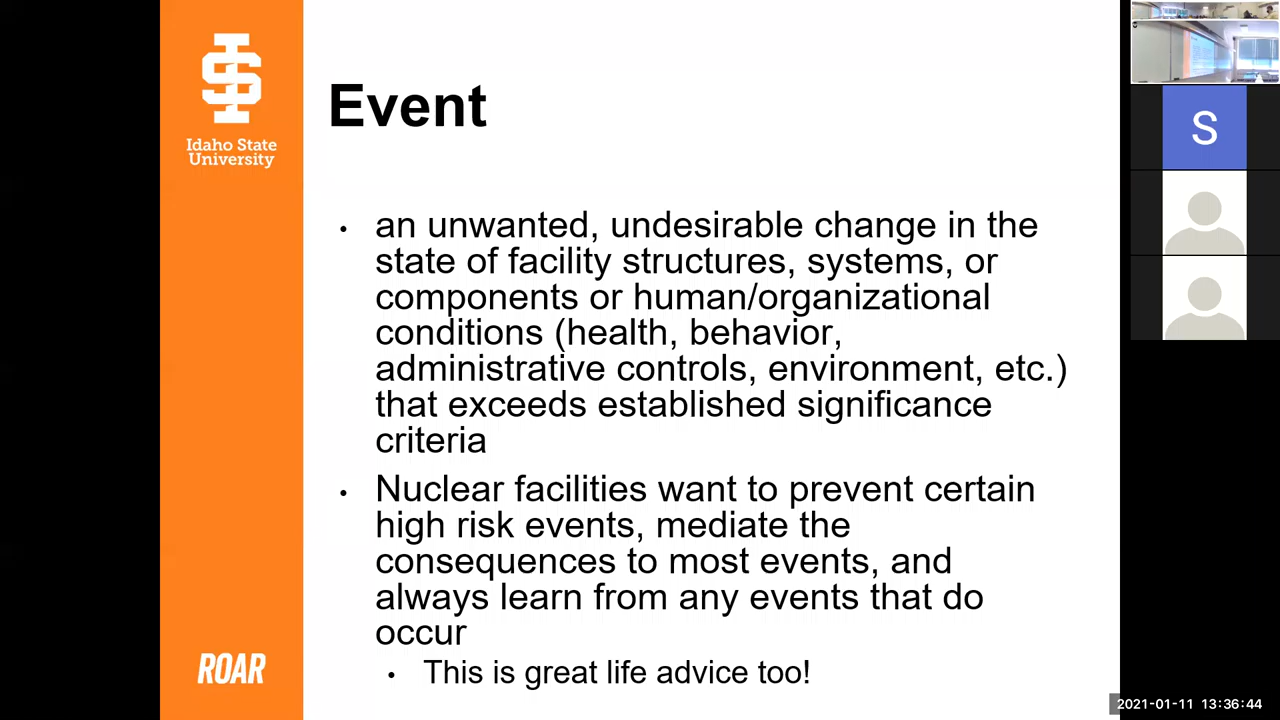 Idaho State
University
Event
• an unwanted, undesirable change in the
state of facility structures, systems, or
components or human/organizational
conditions (health, behavior,
administrative controls, environment, etc.)
that exceeds established significance
criteria
• Nuclear facilities want to prevent certain
high risk events, mediate the
consequences to most events, and
always learn from any events that do
occur
• This is great life advice too!
ROAR
S
2021-01-11 13:36:44